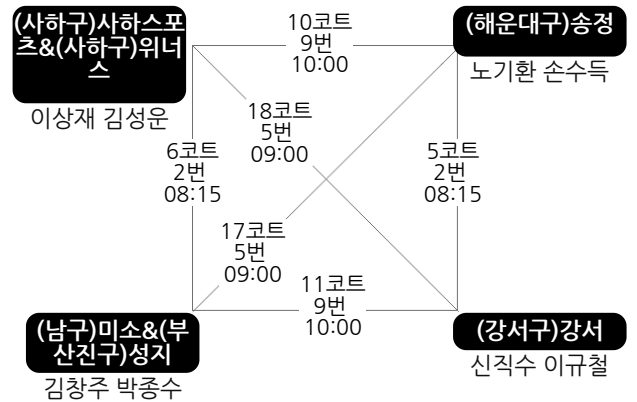 (사하구)사하스포
츠&(사하구)위너
스
이상재 김성운
10코트
9번
10:00
(해운대구)송정
노기환 손수득
18코트
5번
09:00
6코트
2번
08:15
5코트
2번
08:15
17코트
5번
09:00
11코트
9번
10:00
(남구)미소&(부
산진구)성지
김창주 박종수
(강서구)강서
신직수 이규철